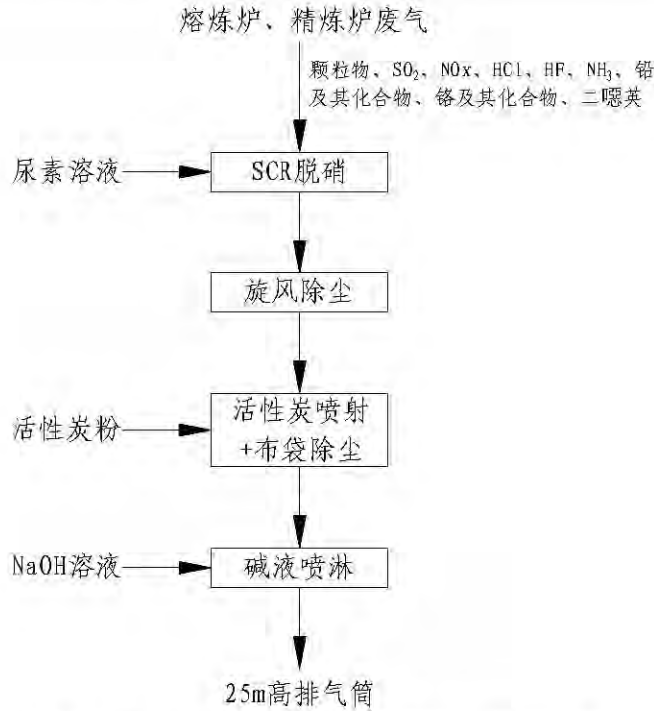 熔炼炉、精炼炉废气
颗粒物、SO₂、NOx、HCl、HF、NH₃、铅
及其化合物、铬及其化合物、二噁英
尿素溶液
SCR脱硝
旋风除尘
活性炭粉
活性炭喷射
+布袋除尘
NaOH溶液
碱液喷淋
25m高排气筒